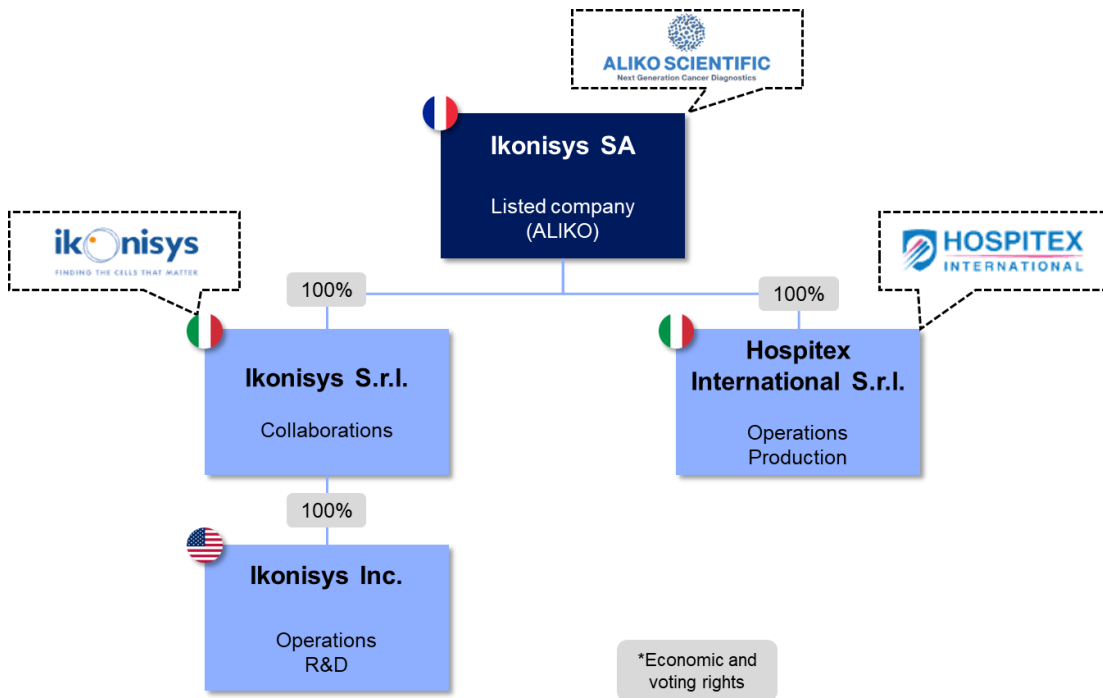 ALIKO SCIENTIFIC
Next Generation Cancer Diagnostics
Ikonisys SA
Listed company
(ALIKO)
ikonisys
FINDING THE CELLS THAT MATTER
HOSPITEX
INTERNATIONAL
100%
100%
Ikonisys S.r.l.
Collaborations
Hospitex
International S.r.l.
Operations
Production
100%
Ikonisys Inc.
Operations
R&D
*Economic and
voting rights